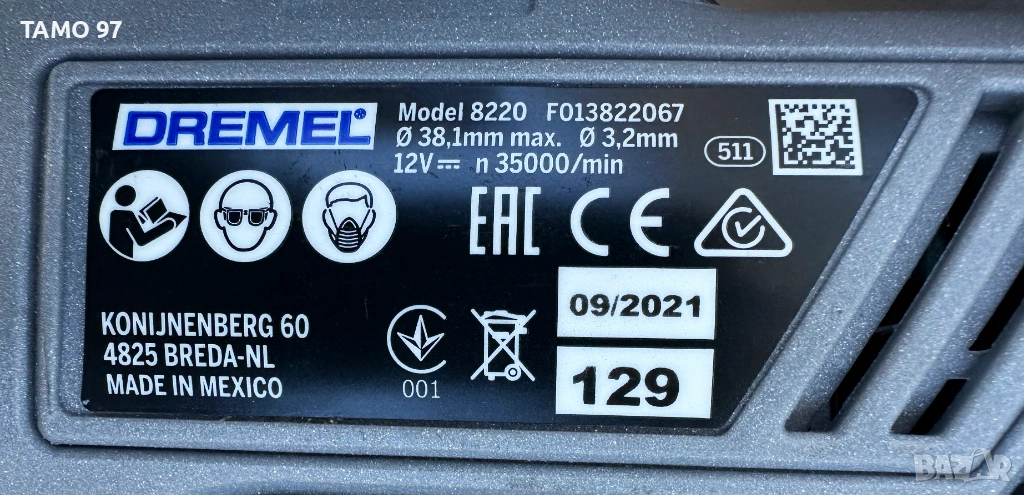 TAMO 97
DREMEL®
Model 8220 F013822067
Ø 38,1mm max. Ø 3,2mm
12V⎓ n 35000/min
511
EAC CE
KONIJNENBERG 60
4825 BREDA-NL
MADE IN MEXICO
001
09/2021
129
BAZAR